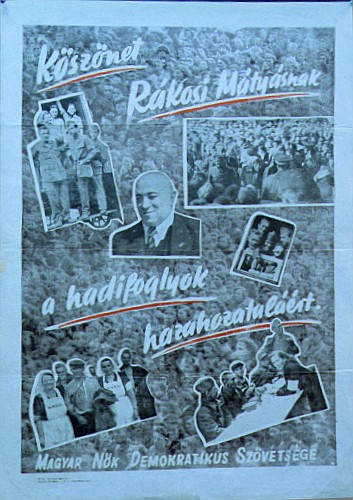 Köszönet
Rákosi Mátyásnak
a hadifoglyok
hazahozataláért.
MAGYAR NŐK DEMOKRATIKUS SZÖVETSÉGE